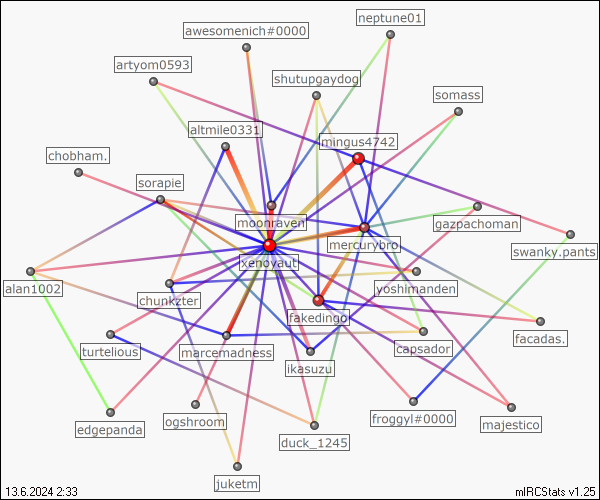 neptune01
awesomenich#0000
artyom0593
shutupgaydog
somass
altmile0331
mingus4742
chobham.
sorapie
moonraven
gazpachoman
mercurybro
swanky.pants
xenoyaut
alan1002
yoshimanden
chunkzter
fakedingo
facadas.
turtelious
marcemadness
capsador
ikasuzu
edgepanda
ogshroom
froggyl#0000
majestico
duck_1245
juketm
13.6.2024 2:33
mIRCStats v1.25